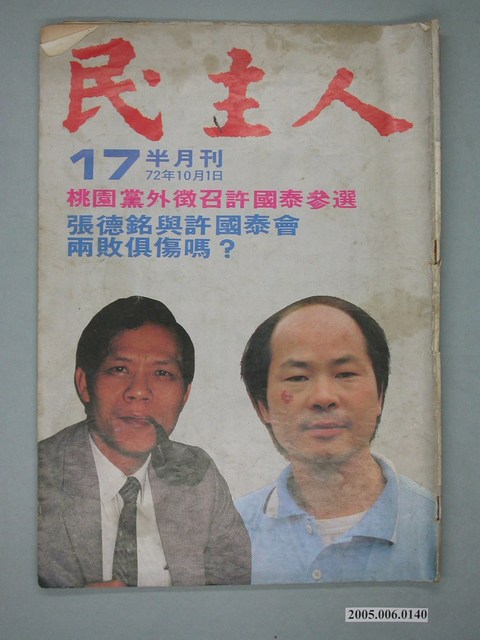 民主人
17 半月刊
72年10月1日
桃園黨外徵召許國泰參選
張德銘與許國泰會
兩敗俱傷嗎？
2005.006.0140